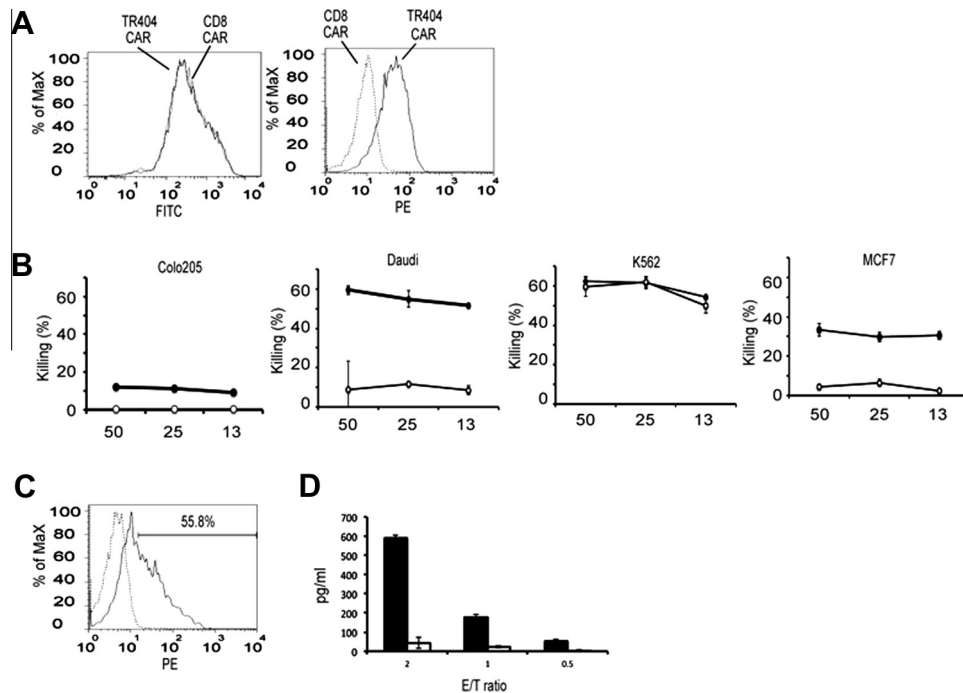 A
TR404 CAR
CD8 CAR
% of MaX
100
80
60
40
20
0
10^0 10^1 10^2 10^3 10^4
FITC
CD8 CAR
TR404 CAR
% of MaX
100
80
60
40
20
0
10^0 10^1 10^2 10^3 10^4
PE
B
Colo205
Killing (%)
60
40
20
0
50 25 13
Daudi
Killing (%)
60
40
20
0
50 25 13
K562
Killing (%)
60
40
20
0
50 25 13
MCF7
Killing (%)
60
40
20
0
50 25 13
C
55.8%
% of MaX
100
80
60
40
20
0
10^0 10^1 10^2 10^3 10^4
PE
D
pg/ml
700
600
500
400
300
200
100
0
2 1 0.5
E/T ratio